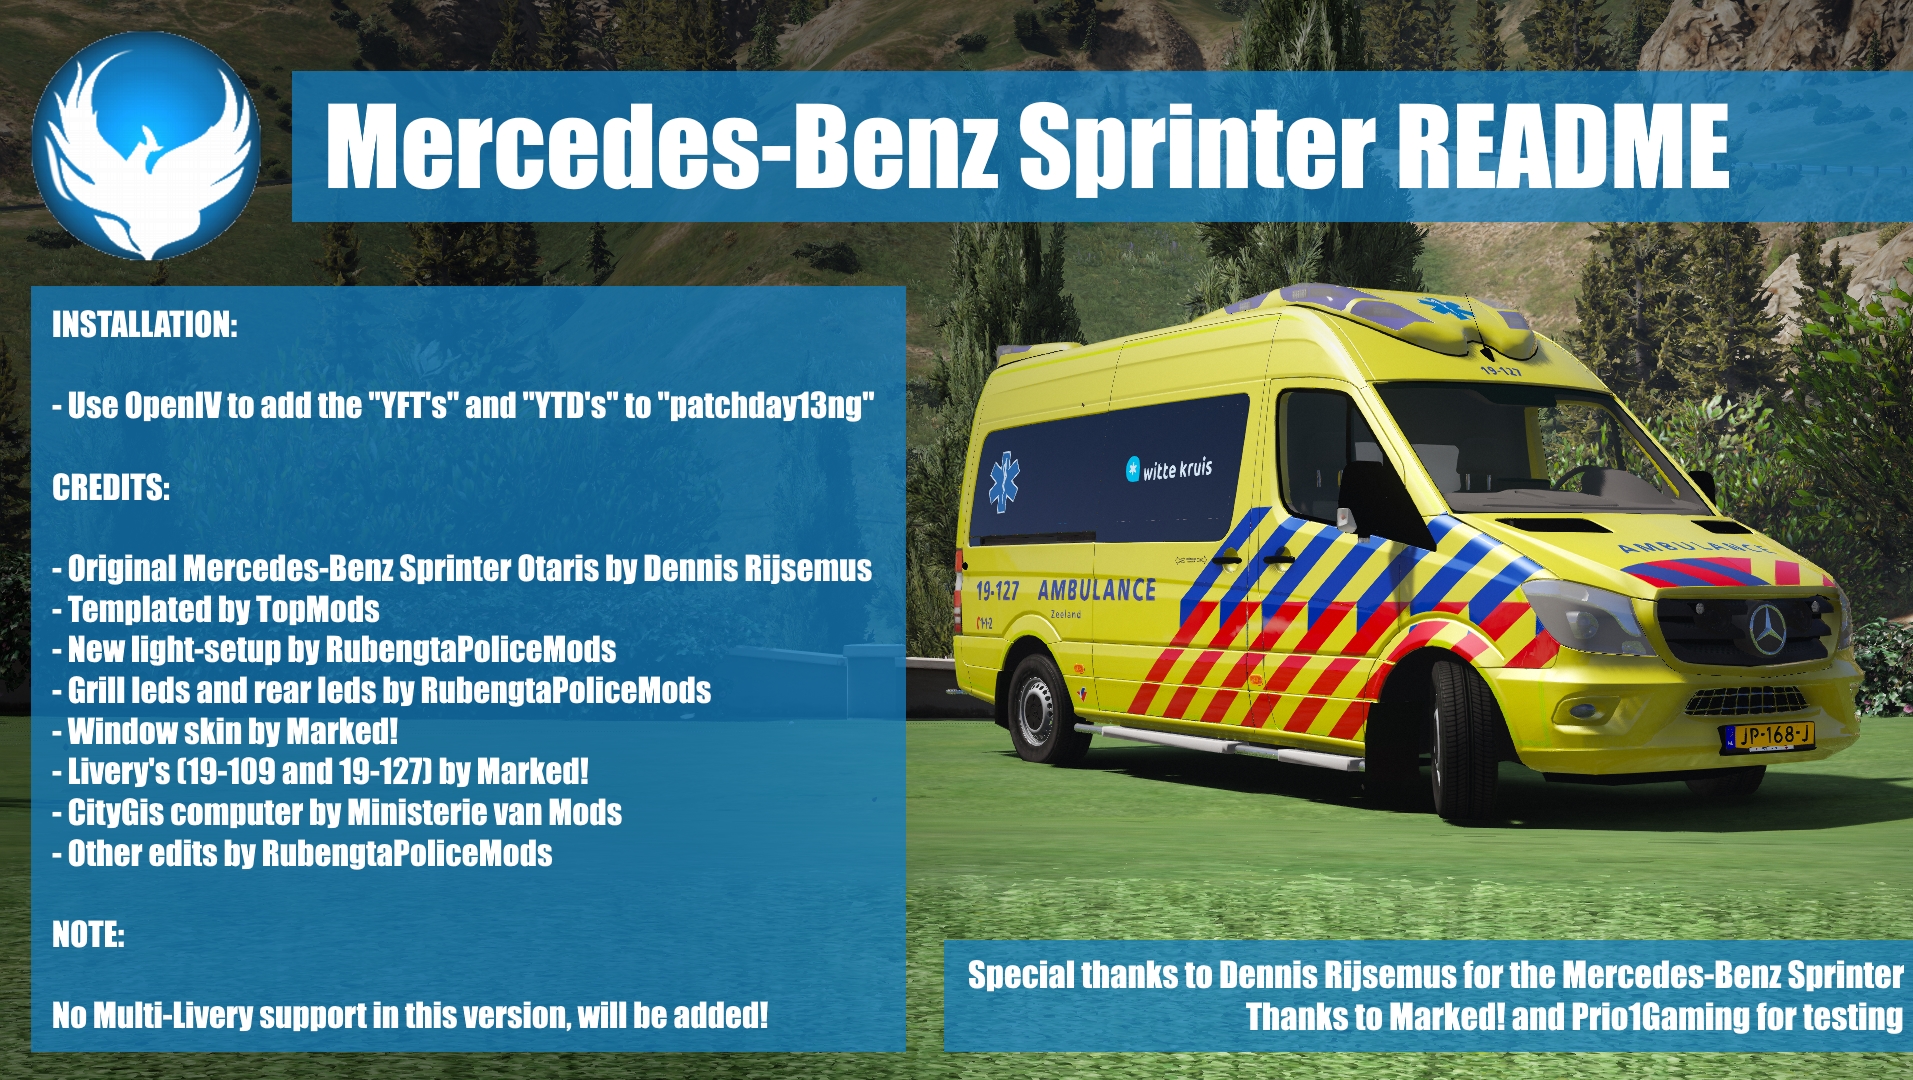 Mercedes-Benz Sprinter README
INSTALLATION:
- Use OpenIV to add the "YFT's" and "YTD's" to "patchday13ng"
CREDITS:
- Original Mercedes-Benz Sprinter Otaris by Dennis Rijsemus
- Templated by TopMods
- New light-setup by RubengtaPoliceMods
- Grill leds and rear leds by RubengtaPoliceMods
- Window skin by Marked!
- Livery's (19-109 and 19-127) by Marked!
- CityGis computer by Ministerie van Mods
- Other edits by RubengtaPoliceMods
NOTE:
No Multi-Livery support in this version, will be added!
19-127
witte kruis
AMBULANCE
19-127 AMBULANCE
Zeeland
1-1-2
JP-168-J
NL
Special thanks to Dennis Rijsemus for the Mercedes-Benz Sprinter
Thanks to Marked! and Prio1Gaming for testing